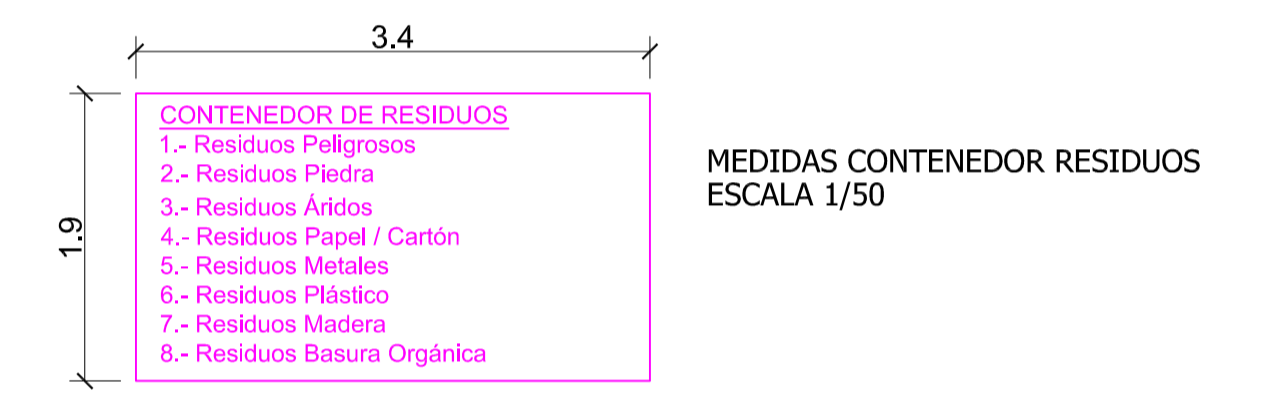 3.4
1.9
CONTENEDOR DE RESIDUOS
1.- Residuos Peligrosos
2.- Residuos Piedra
3.- Residuos Áridos
4.- Residuos Papel / Cartón
5.- Residuos Metales
6.- Residuos Plástico
7.- Residuos Madera
8.- Residuos Basura Orgánica
MEDIDAS CONTENEDOR RESIDUOS
ESCALA 1/50